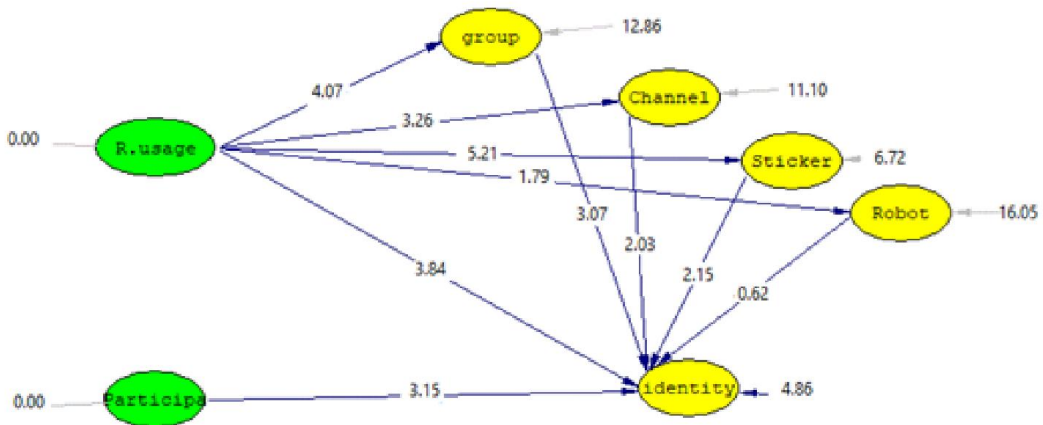 group
12.86
4.07
Channel
11.10
0.00
R.usage
3.26
5.21
Sticker
6.72
1.79
Robot
16.05
3.07
2.03
3.84
2.15
0.62
0.00
Participa
3.15
identity
4.86